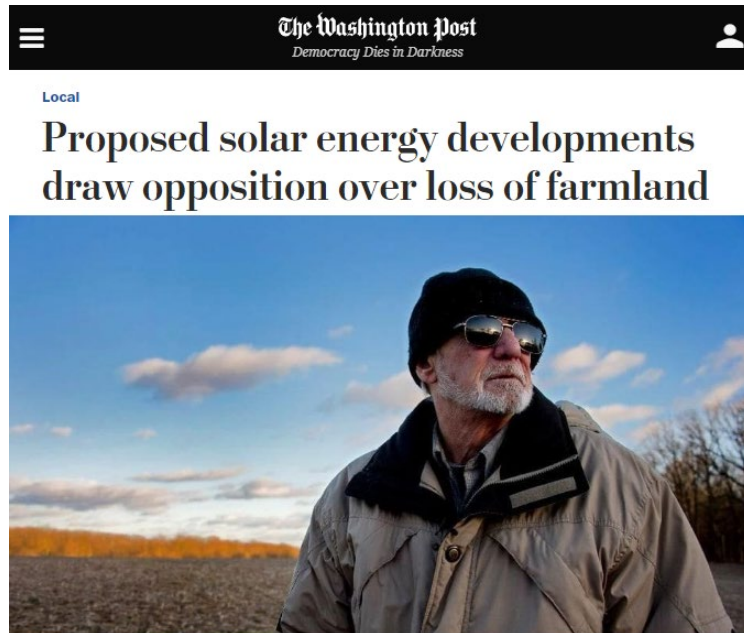 The Washington Post
Democracy Dies in Darkness
Local
Proposed solar energy developments
draw opposition over loss of farmland